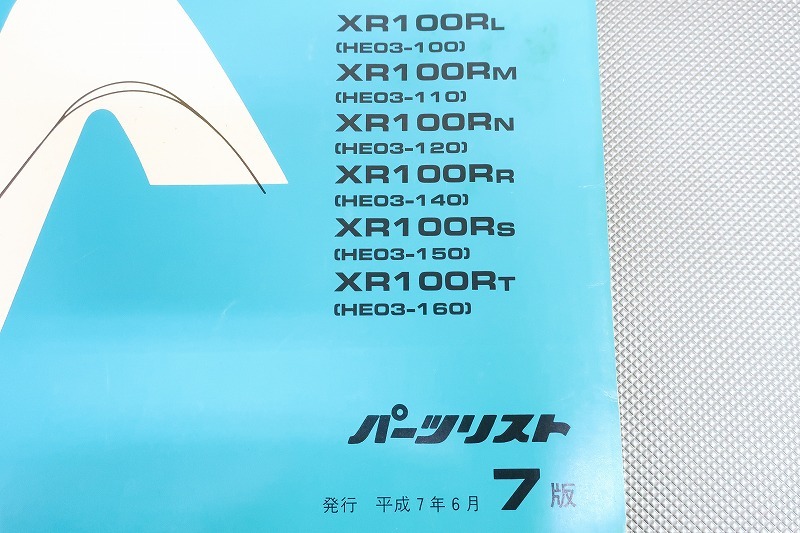 XR100RL
(HE03-100)
XR100RM
(HE03-110)
XR100RN
(HE03-120)
XR100RR
(HE03-140)
XR100RS
(HE03-150)
XR100RT
(HE03-160)
パーツリスト
発行 平成7年6月 7 版